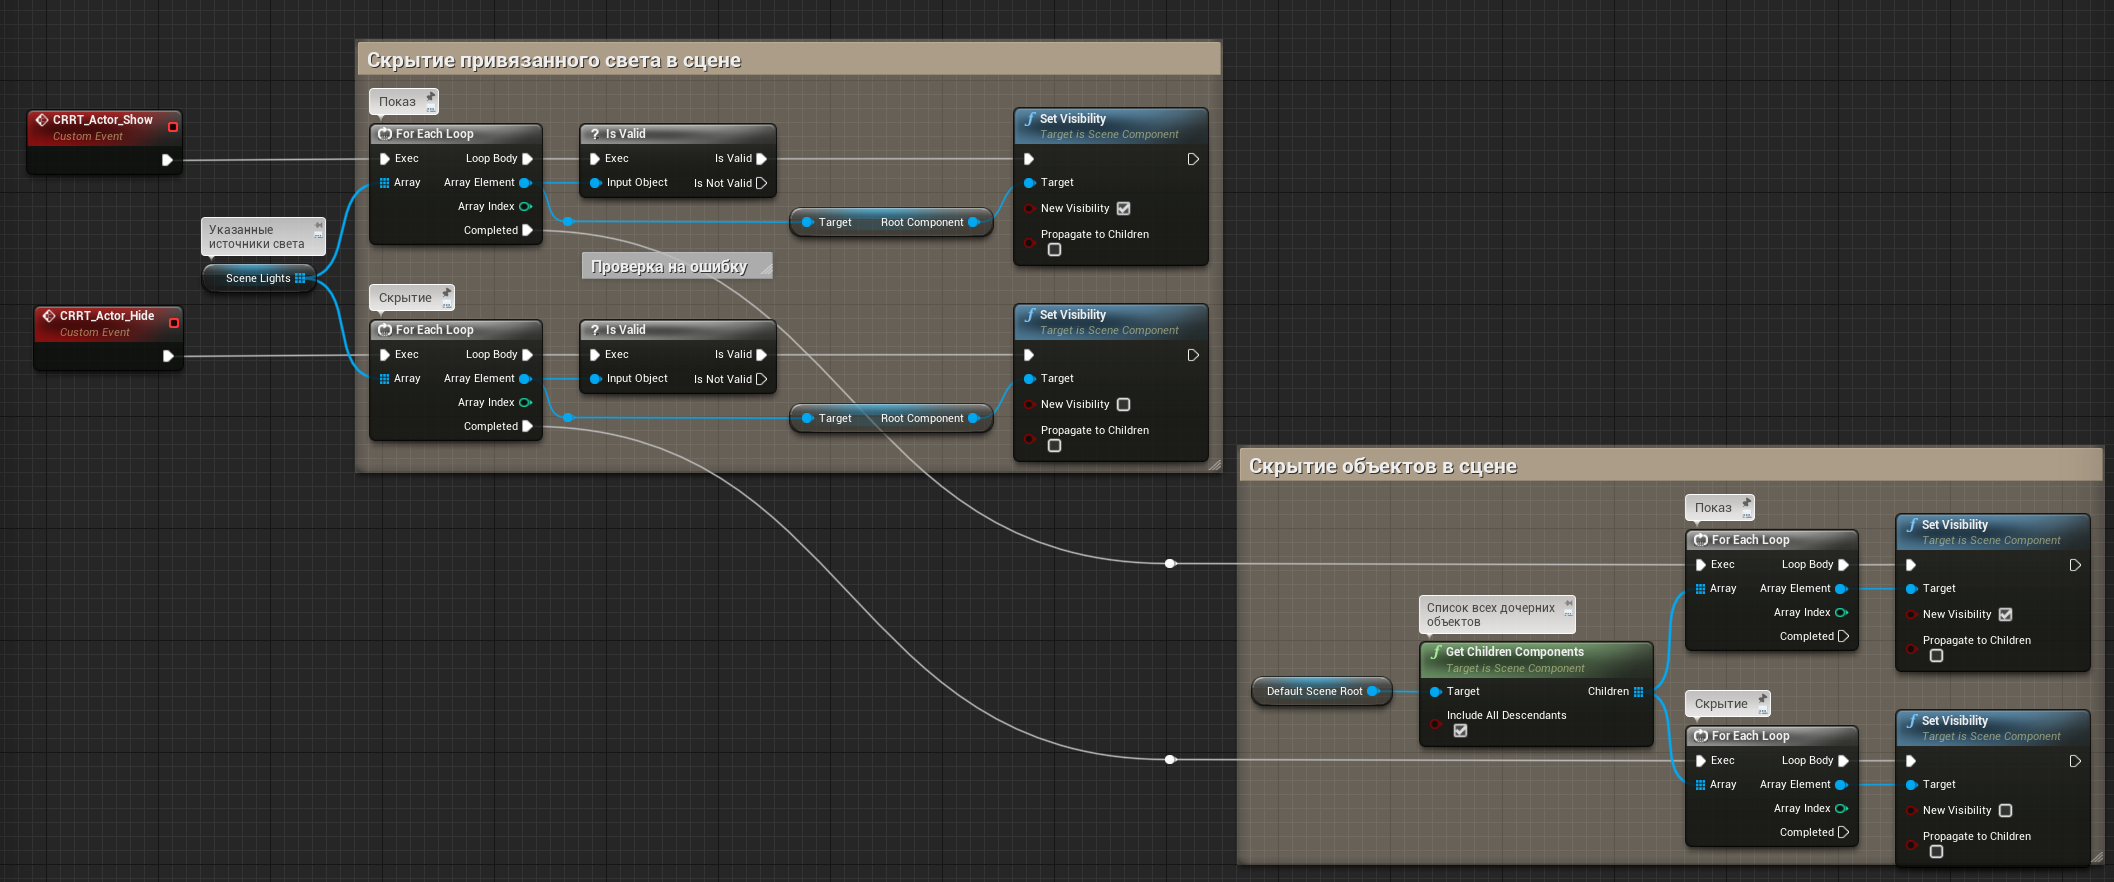 Скрытие привязанного света в сцене
CRRT_Actor_Show
Custom Event
Показ
For Each Loop
Exec
Loop Body
Array
Array Element
Array Index
Completed
? Is Valid
Exec
Is Valid
Input Object
Is Not Valid
Target
Root Component
f Set Visibility
Target is Scene Component
Target
New Visibility
Propagate to Children
Указанные
источники света
Scene Lights
Проверка на ошибку
CRRT_Actor_Hide
Custom Event
Скрытие
For Each Loop
Exec
Loop Body
Array
Array Element
Array Index
Completed
? Is Valid
Exec
Is Valid
Input Object
Is Not Valid
Target
Root Component
f Set Visibility
Target is Scene Component
Target
New Visibility
Propagate to Children
Скрытие объектов в сцене
Default Scene Root
Список всех дочерних
объектов
f Get Children Components
Target is Scene Component
Target
Children
Include All Descendants
Показ
For Each Loop
Exec
Loop Body
Array
Array Element
Array Index
Completed
f Set Visibility
Target is Scene Component
Target
New Visibility
Propagate to Children
Скрытие
For Each Loop
Exec
Loop Body
Array
Array Element
Array Index
Completed
f Set Visibility
Target is Scene Component
Target
New Visibility
Propagate to Children